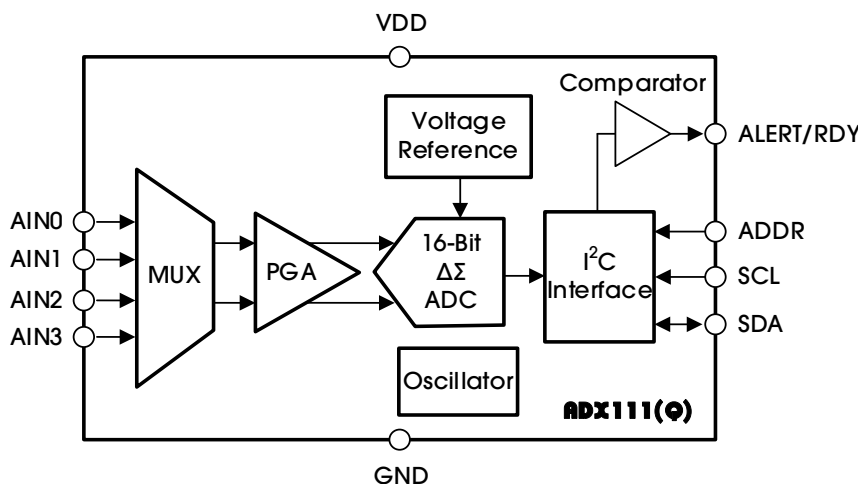 VDD
Comparator
Voltage
Reference
ALERT/RDY
AIN0
AIN1
AIN2
AIN3
MUX
PGA
16-Bit
ΔΣ
ADC
I²C
Interface
ADDR
SCL
SDA
Oscillator
ADX111(Q)
GND